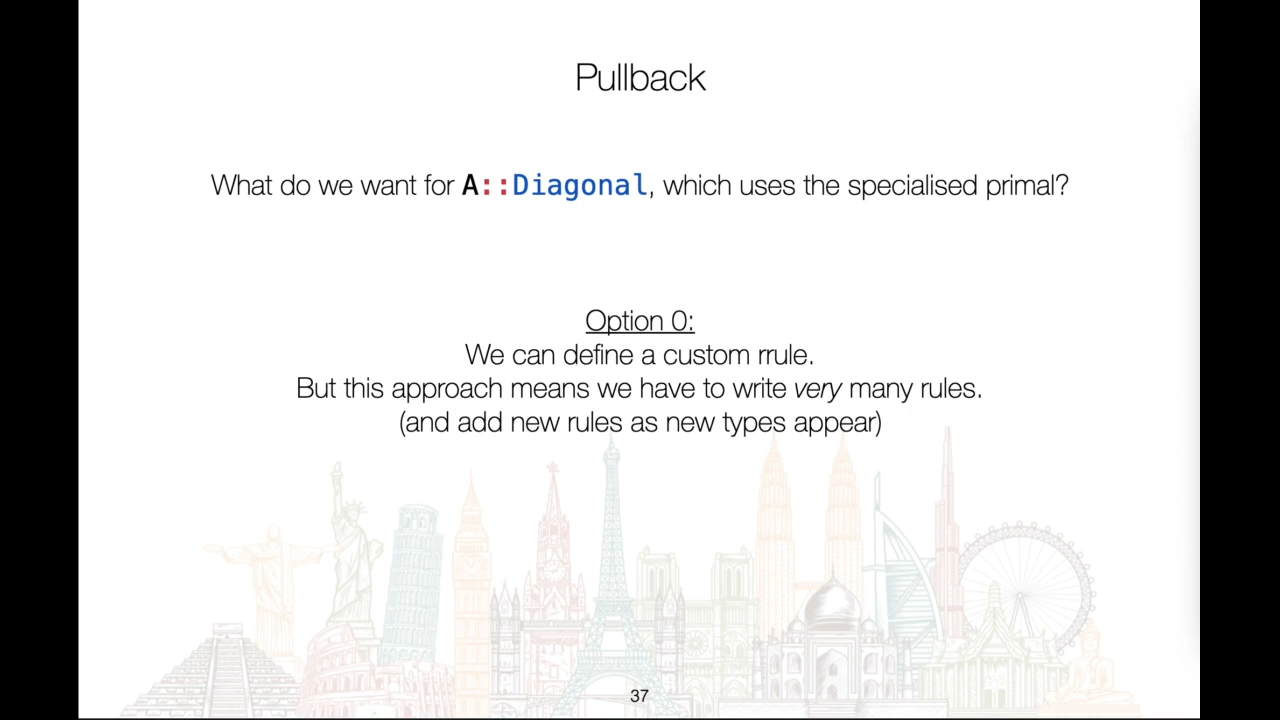 Pullback
What do we want for A::Diagonal, which uses the specialised primal?
Option 0:
We can define a custom rrule.
But this approach means we have to write very many rules.
(and add new rules as new types appear)
37